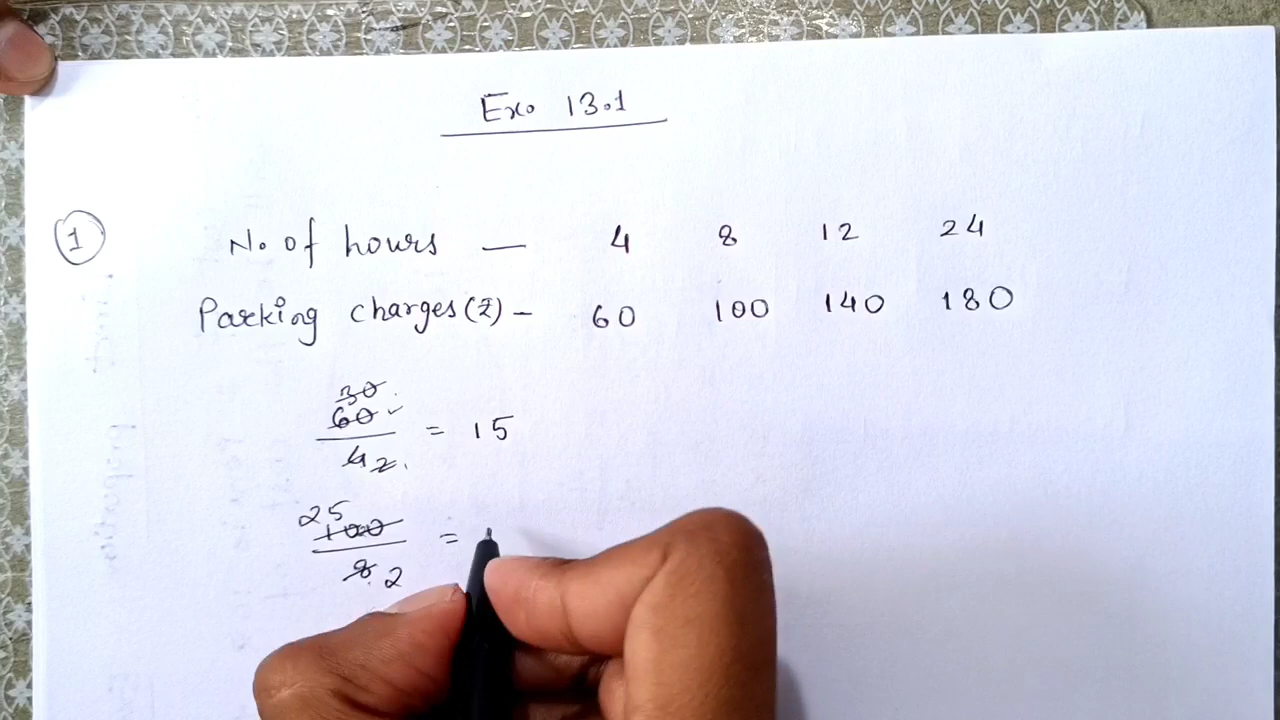 Exo 13.1
1 No. of hours — 4 8 12 24
Parking charges(₹) – 60 100 140 180
30
60
4 2. = 15
25
100
8 2 =